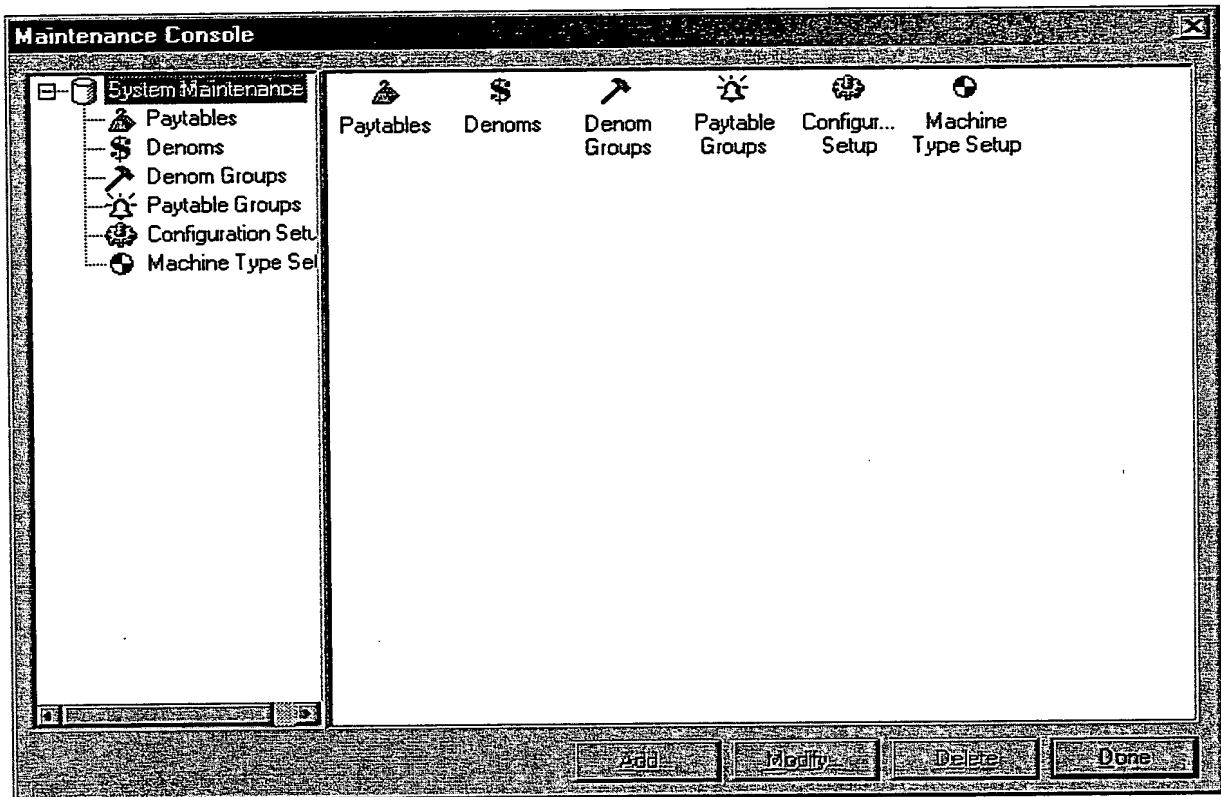 Maintenance Console
System Maintenance
Paytables
$ Denoms
Denom Groups
Paytable Groups
Configuration Setu
Machine Type Set
$
Paytables Denoms Denom Paytable Configur... Machine
Groups Groups Setup Type Setup
Add... Modify... Delete Done